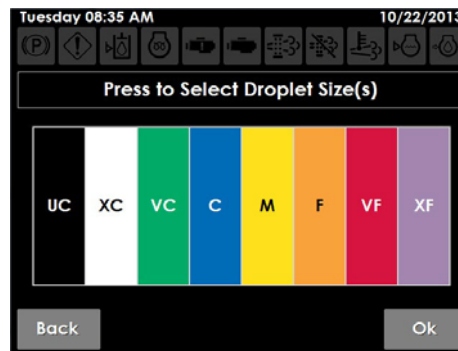 Tuesday 08:35 AM 10/22/2013
Press to Select Droplet Size(s)
UC XC VC C M F VF XF
Back Ok